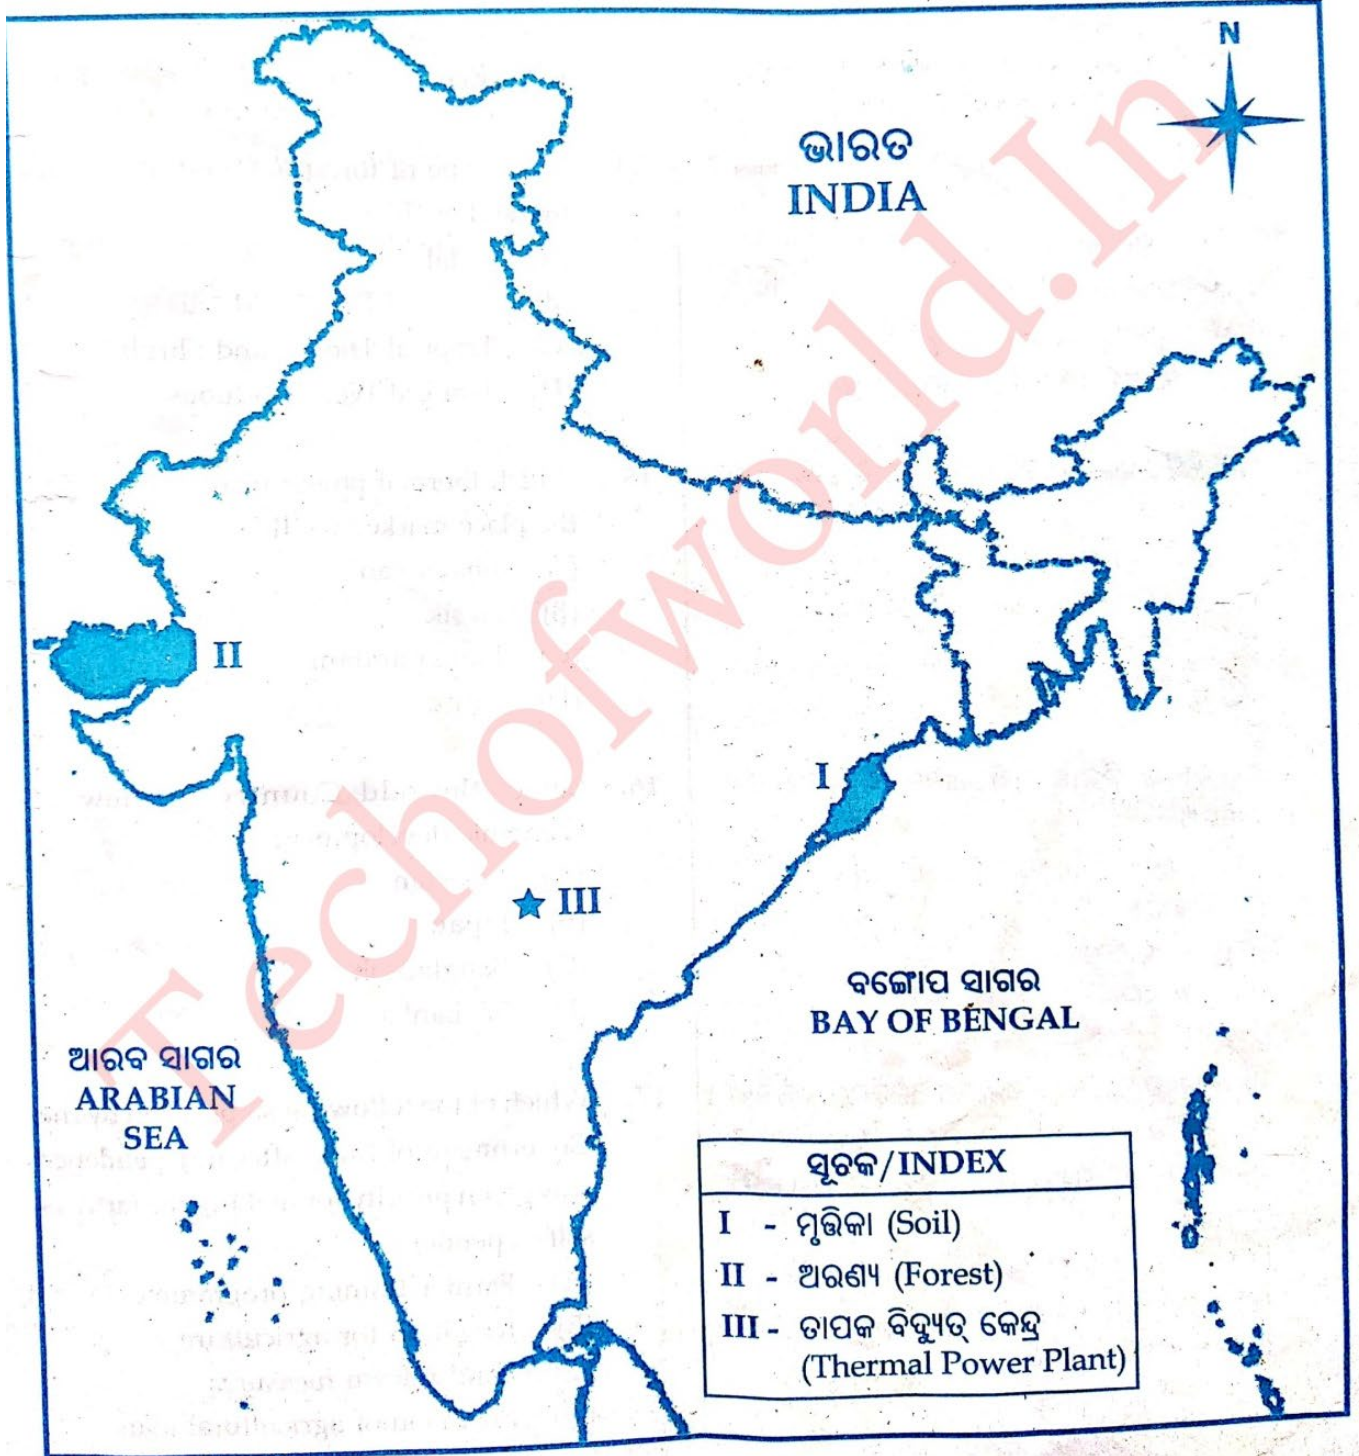 N
ଭାରତ
INDIA
II
I
III
ବଙ୍ଗୋପ ସାଗର
BAY OF BENGAL
ଆରବ ସାଗର
ARABIAN
SEA
ସୂଚକ/INDEX
I - ମୃତ୍ତିକା (Soil)
II - ଅରଣ୍ୟ (Forest)
III - ତାପଜ ବିଦ୍ୟୁତ୍ କେନ୍ଦ୍ର
(Thermal Power Plant)
Techofworld.In